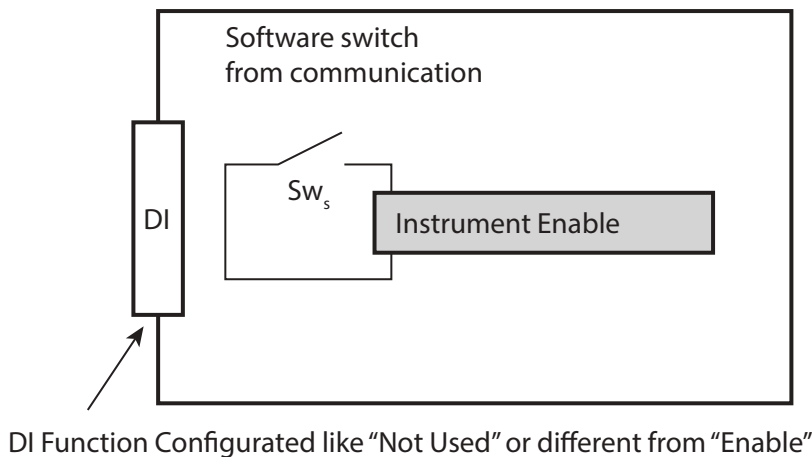 Software switch
from communication
Sws
DI
Instrument Enable
DI Function Configurated like “Not Used” or different from “Enable”